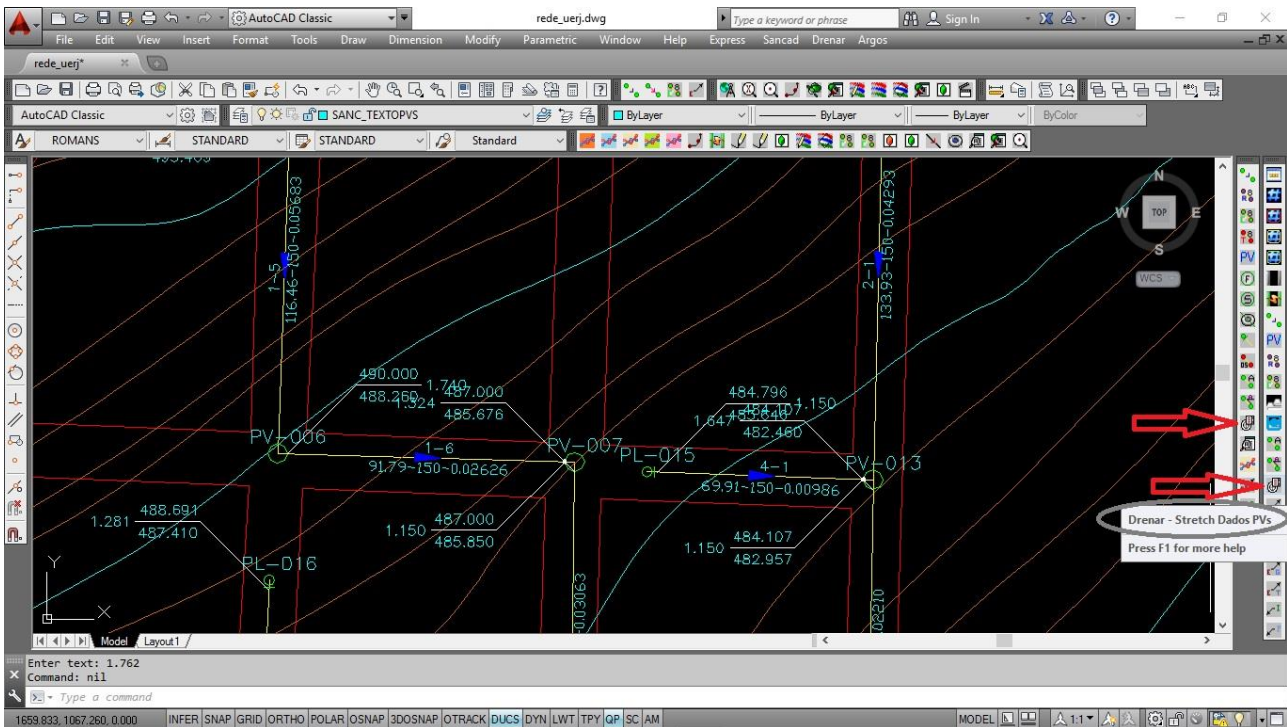 AutoCAD Classic
rede_uerj.dwg
Type a keyword or phrase
Sign In
File Edit View Insert Format Tools Draw Dimension Modify Parametric Window Help Express Sancad Drenar Argos
rede_uerj*
AutoCAD Classic
SANC_TEXTOPVS
ByLayer
ByLayer
ByLayer
ByColor
ROMANS
STANDARD
STANDARD
Standard
1-5
116.46-150-0.05683
2-1
133.93-150-0.04293
N
W TOP E
S
WCS
PV
PV
490.000
488.260
1.740
487.000
1.324
485.676
484.796
1.150
484.107
1.647
482.460
PV-006
1-6
91.79-150-0.02626
PV-007
PL-015
4-1
69.91-150-0.00986
PV-013
1.281
488.691
487.410
1.150
487.000
485.850
1.150
484.107
482.957
PL-016
Y
X
Drenar - Stretch Dados PVs
Press F1 for more help
Model Layout1
Enter text: 1.762
Command: nil
Type a command
1659.833, 1067.260, 0.000
INFER SNAP GRID ORTHO POLAR OSNAP 3DOSNAP OTRACK DUCS DYN LWT TPY QP SC AM
MODEL
1:1